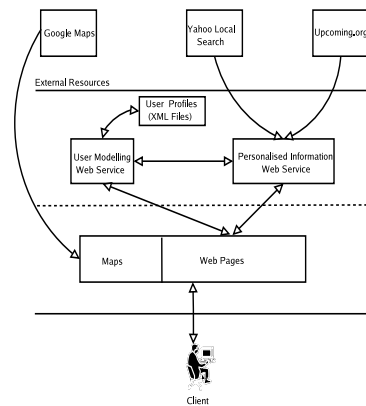 Google Maps
Yahoo Local
Search
Upcoming.org
External Resources
User Profiles
(XML Files)
User Modelling
Web Service
Personalised Information
Web Service
Maps
Web Pages
Client